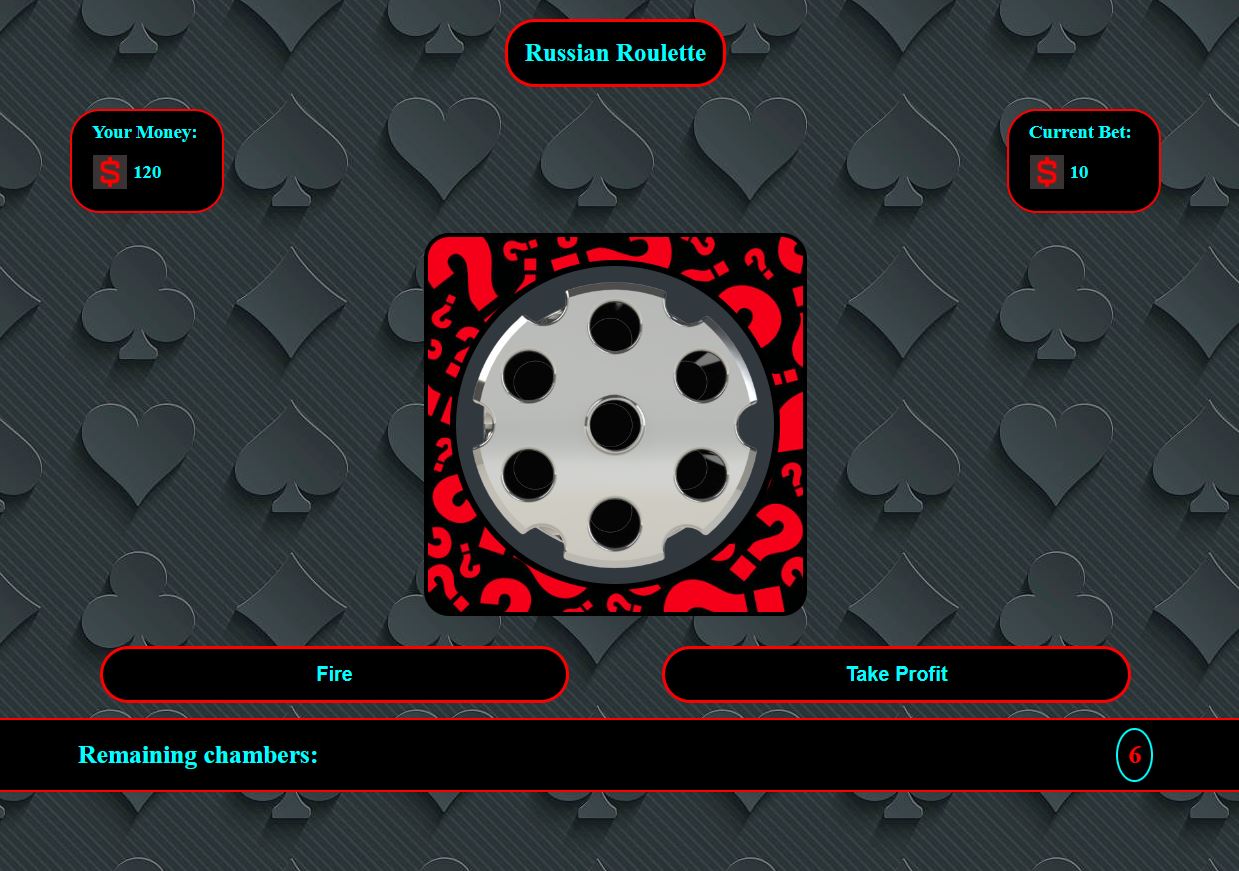 Russian Roulette
Your Money:
$ 120
Current Bet:
$ 10
Fire
Take Profit
Remaining chambers:
6